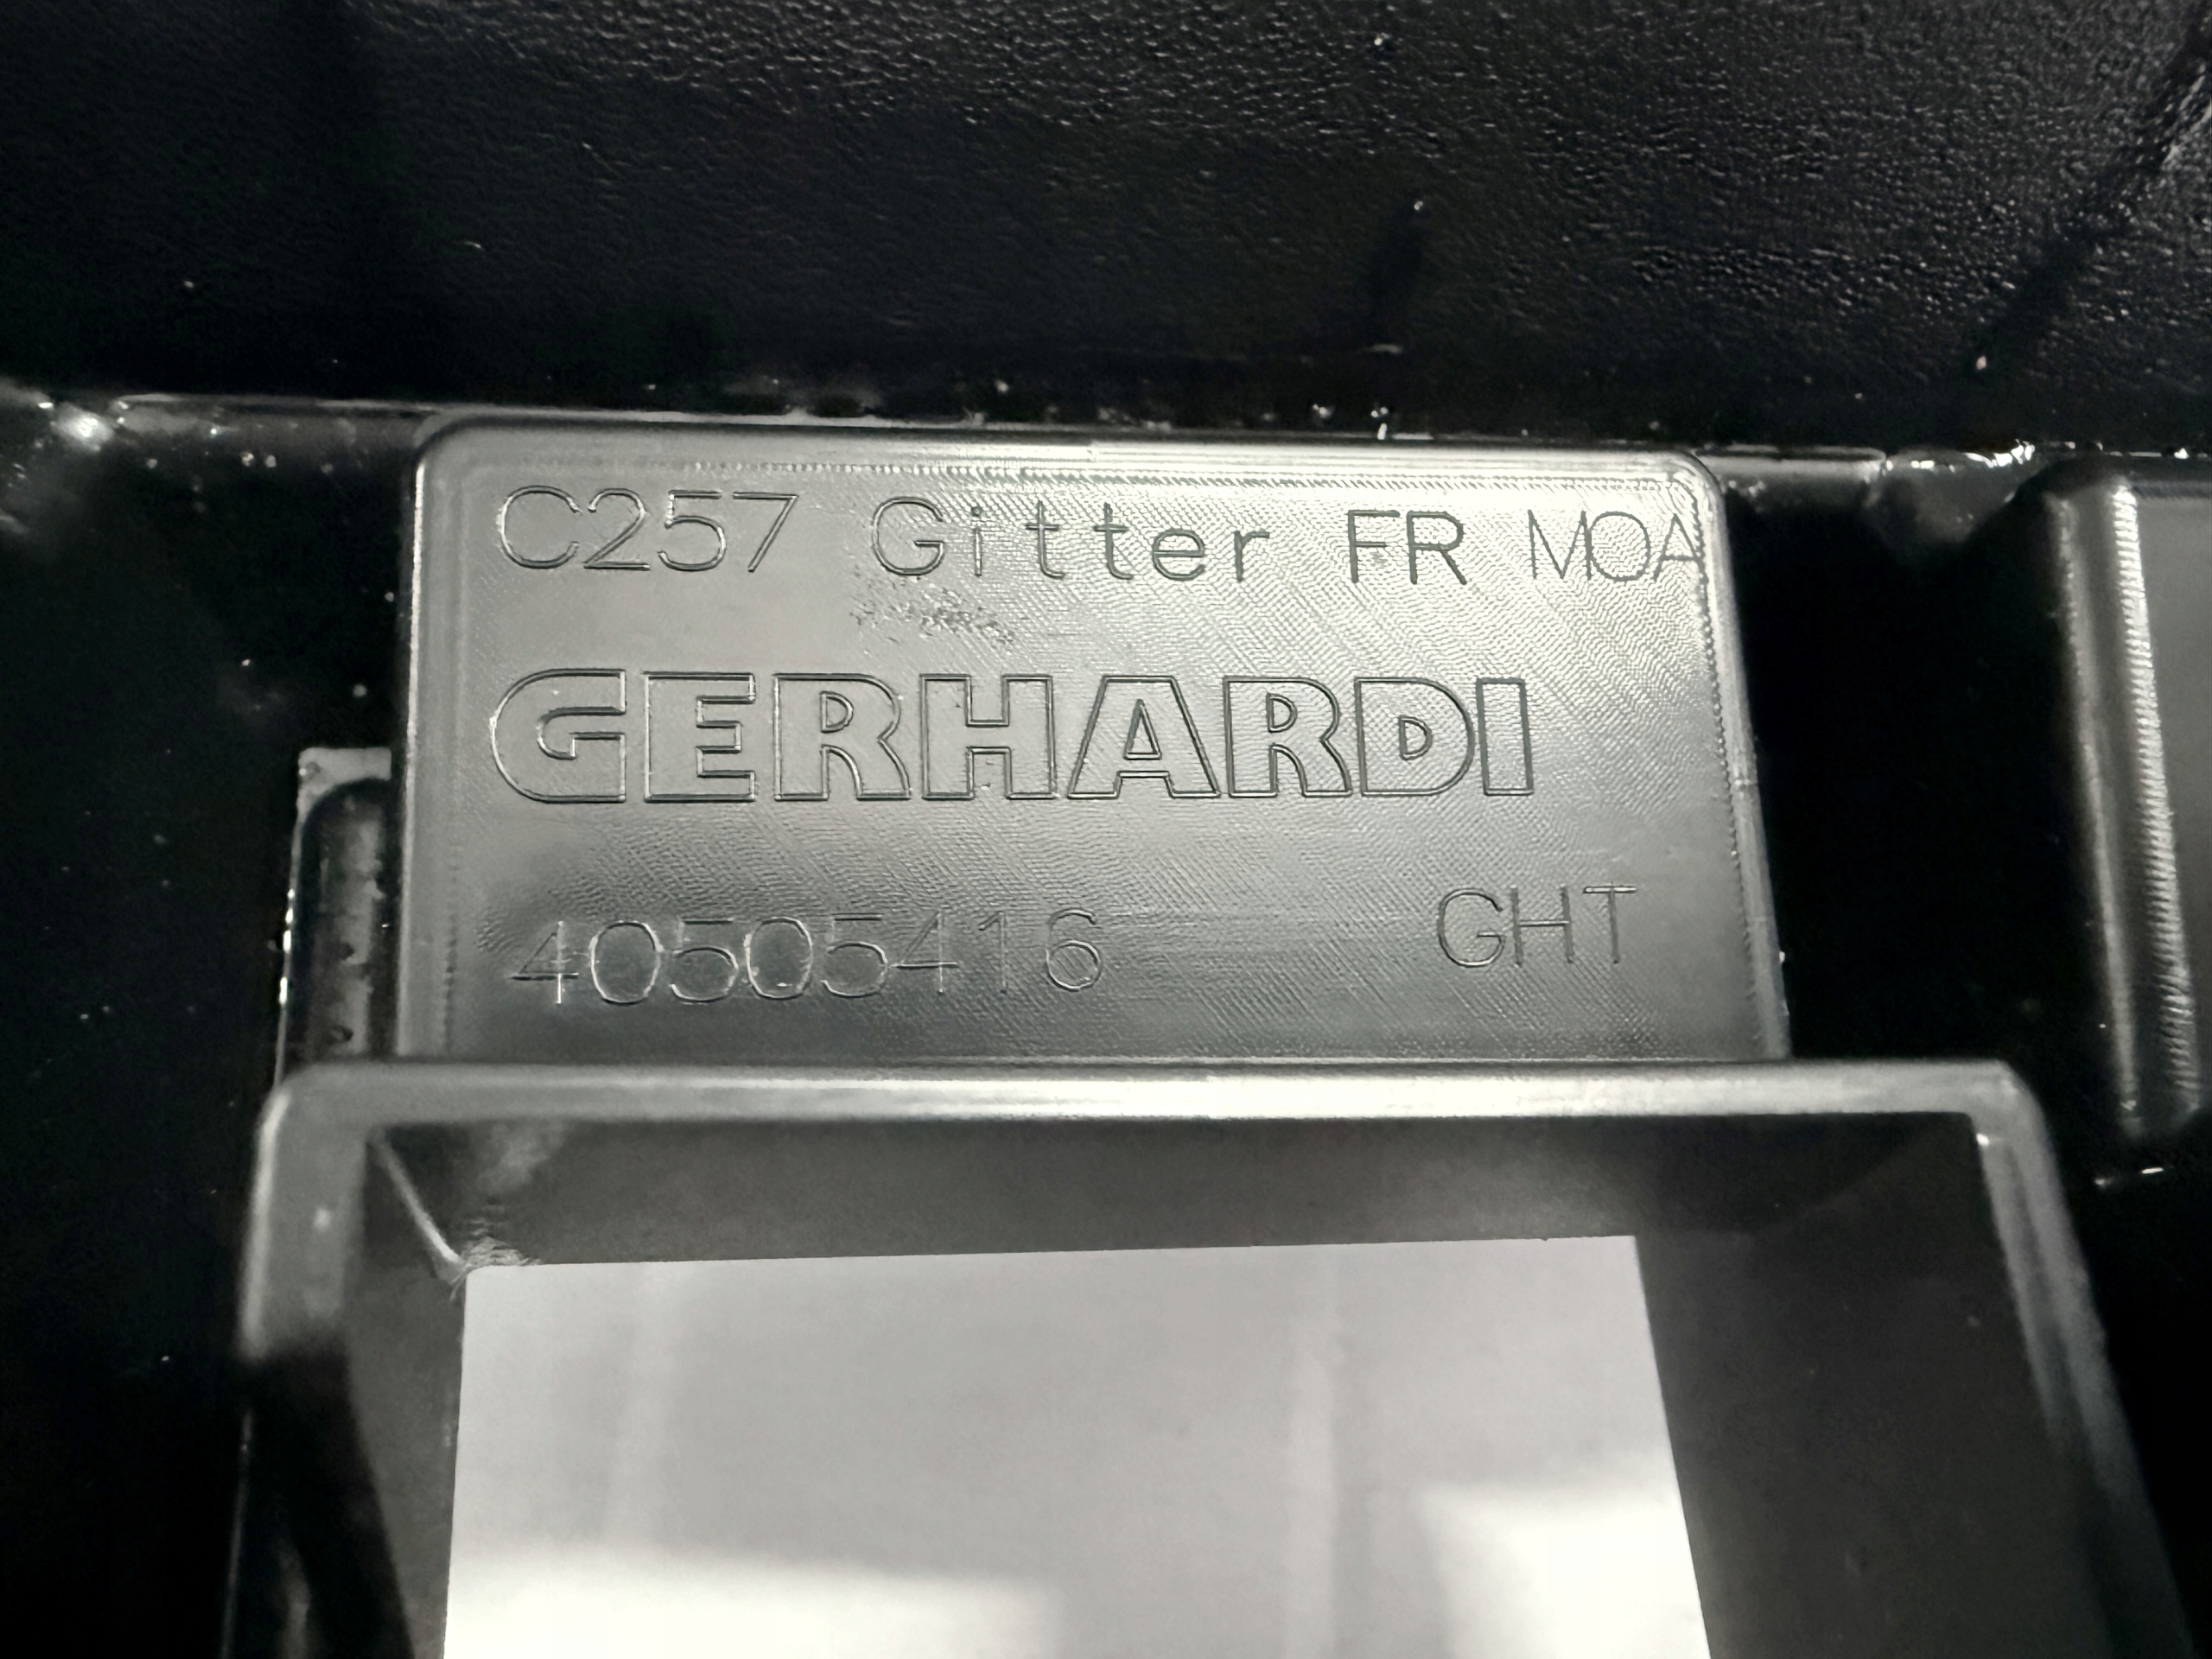 C257 Gitter FR MOA
GERHARDI
40505416 GHT